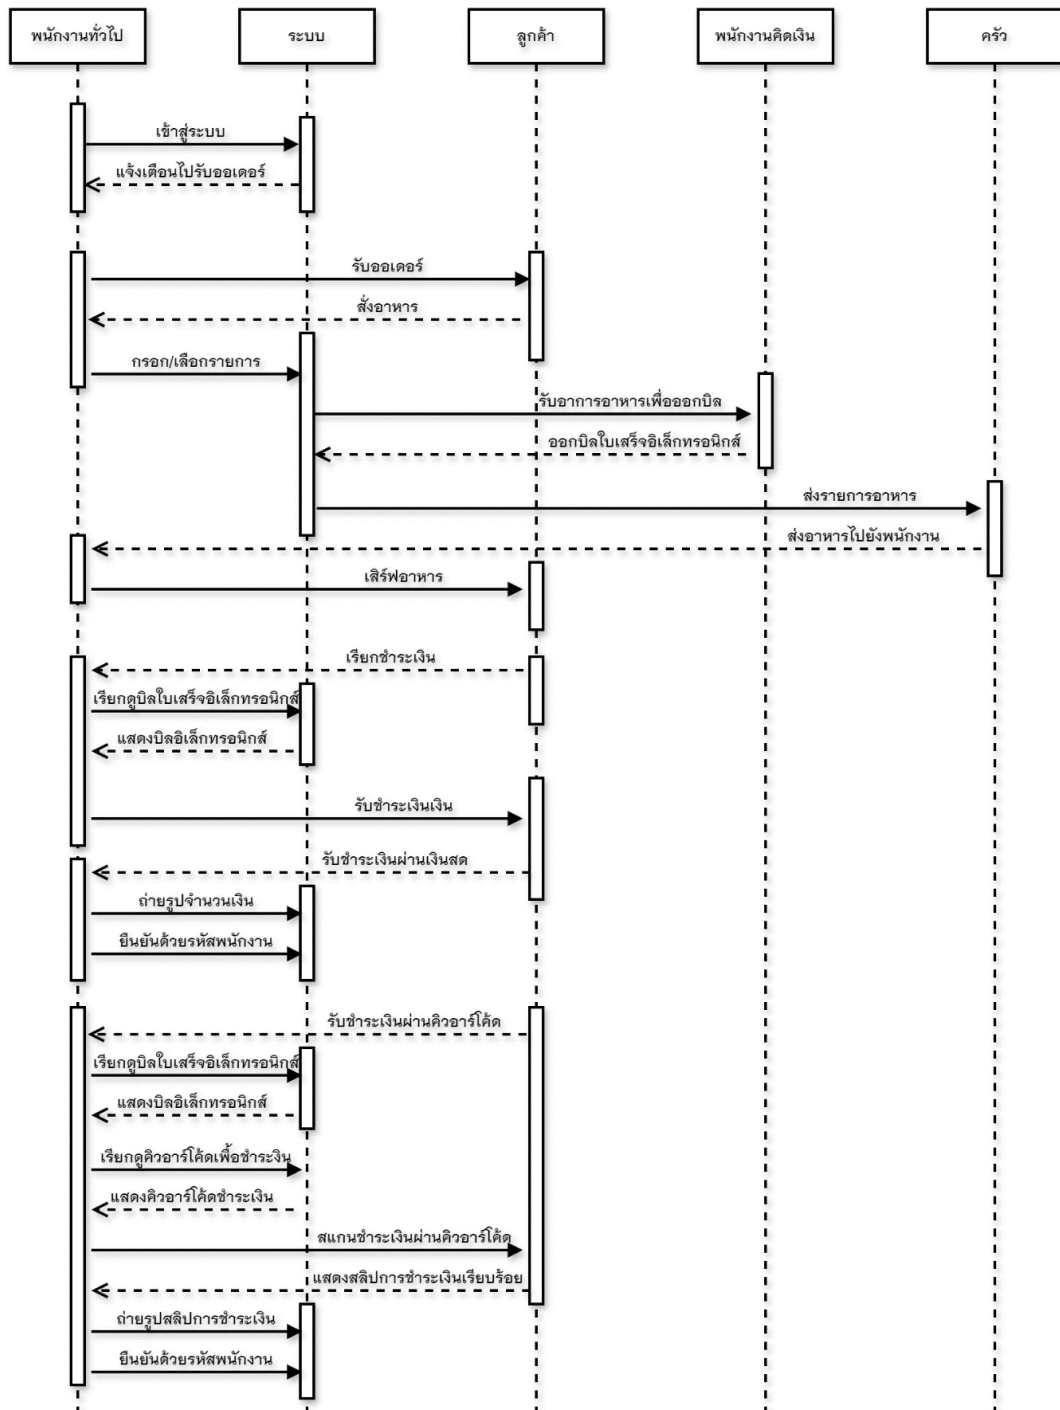 พนักงานทั่วไป
ระบบ
ลูกค้า
พนักงานคิดเงิน
ครัว
เข้าสู่ระบบ
แจ้งเตือนไปรับออเดอร์
รับออเดอร์
สั่งอาหาร
กรอก/เลือกรายการ
รับอาการอาหารเพื่อออกบิล
ออกบิลใบเสร็จอิเล็กทรอนิกส์
ส่งรายการอาหาร
ส่งอาหารไปยังพนักงาน
เสิร์ฟอาหาร
เรียกชำระเงิน
เรียกดูบิลใบเสร็จอิเล็กทรอนิกส์
แสดงบิลอิเล็กทรอนิกส์
รับชำระเงินเงิน
รับชำระเงินผ่านเงินสด
ถ่ายรูปจำนวนเงิน
ยืนยันด้วยรหัสพนักงาน
รับชำระเงินผ่านคิวอาร์โค้ด
เรียกดูบิลใบเสร็จอิเล็กทรอนิกส์
แสดงบิลอิเล็กทรอนิกส์
เรียกดูคิวอาร์โค้ดเพื้อชำระงิน
แสดงคิวอาร์โค้ดชำระเงิน
สแกนชำระเงินผ่านคิวอาร์โค้ด
แสดงสลิปการชำระเงินเรียบร้อย
ถ่ายรูปสลิปการชำระเงิน
ยืนยันด้วยรหัสพนักงาน